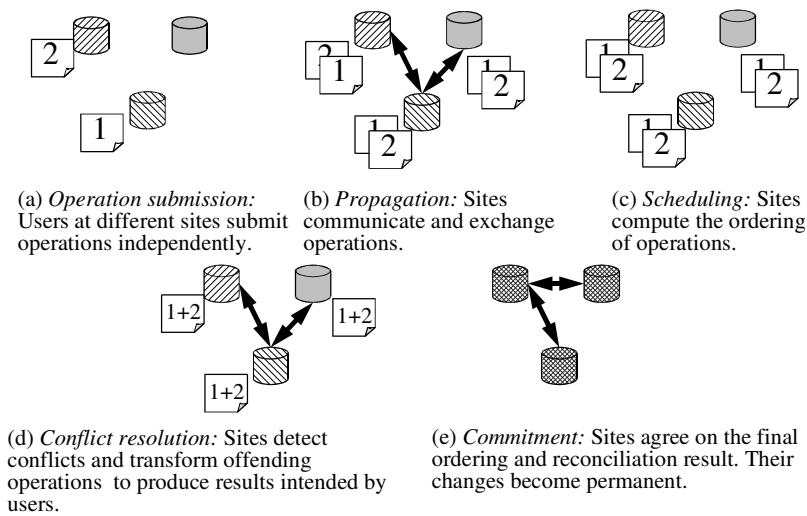 2
1
2
1
1
2
1
2
1
2
1
2
1
2
(a) Operation submission:
Users at different sites submit
operations independently.
(b) Propagation: Sites
communicate and exchange
operations.
(c) Scheduling: Sites
compute the ordering
of operations.
1+2
1+2
1+2
(d) Conflict resolution: Sites detect
conflicts and transform offending
operations to produce results intended by
users.
(e) Commitment: Sites agree on the final
ordering and reconciliation result. Their
changes become permanent.